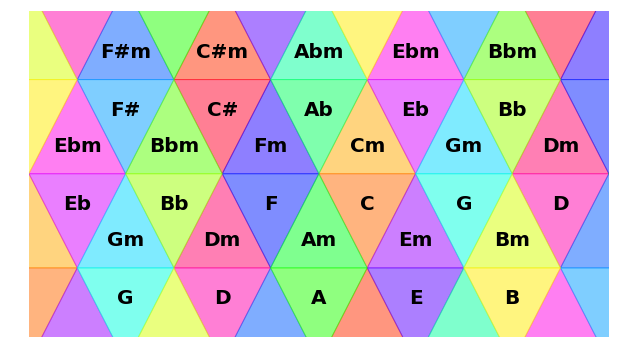 F#m C#m Abm Ebm Bbm
F# C# Ab Eb Bb
Ebm Bbm Fm Cm Gm Dm
Eb Bb F C G D
Gm Dm Am Em Bm
G D A E B